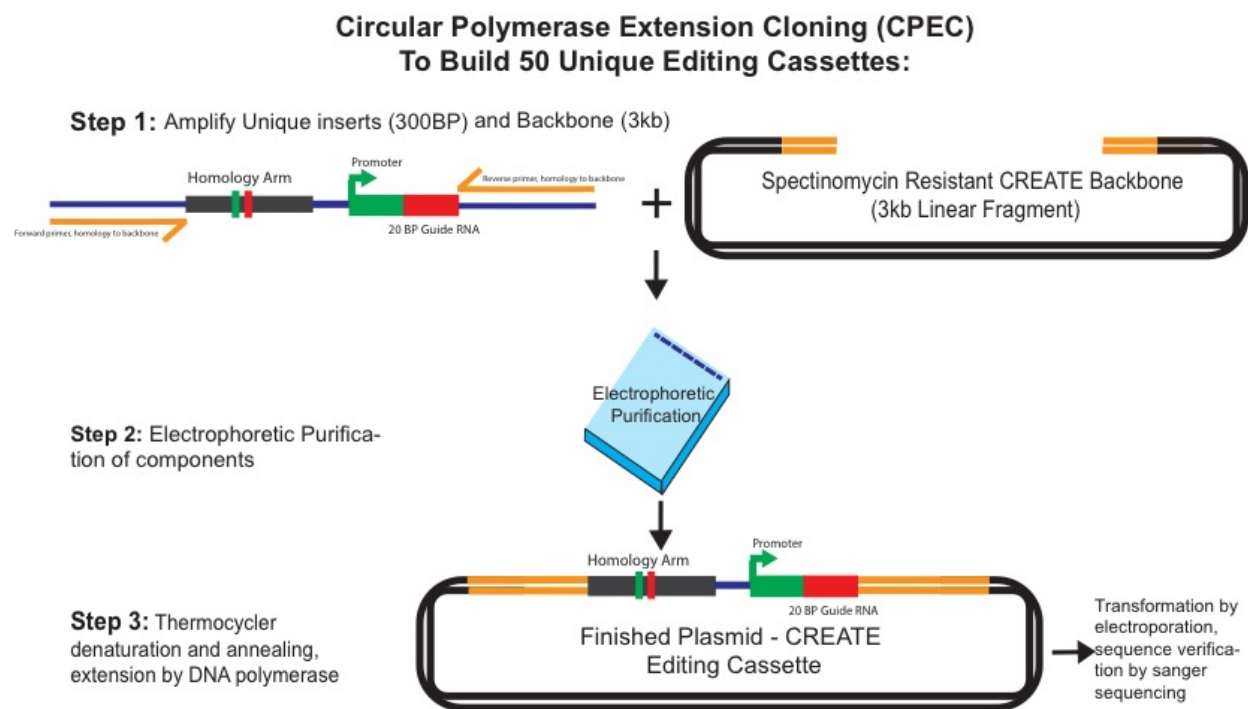 Circular Polymerase Extension Cloning (CPEC)
To Build 50 Unique Editing Cassettes:
Step 1: Amplify Unique inserts (300BP) and Backbone (3kb)
Promoter
Homology Arm
Reverse primer, homology to backbone
Forward primer, homology to backbone
20 BP Guide RNA
+
Spectinomycin Resistant CREATE Backbone
(3kb Linear Fragment)
Electrophoretic
Purification
Step 2: Electrophoretic Purifica-
tion of components
Promoter
Homology Arm
20 BP Guide RNA
Step 3: Thermocycler
denaturation and annealing,
extension by DNA polymerase
Finished Plasmid - CREATE
Editing Cassette
Transformation by
electroporation,
sequence verifica-
tion by sanger
sequencing